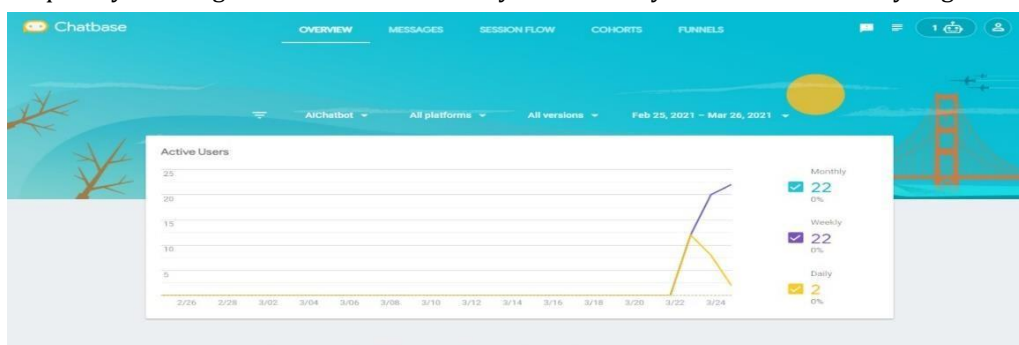 Chatbase
OVERVIEW MESSAGES SESSION FLOW COHORTS FUNNELS
1
AIChatbot All platforms All versions Feb 25, 2021 – Mar 26, 2021
Active Users
25
20
15
10
5
2/26 2/28 3/02 3/04 3/06 3/08 3/10 3/12 3/14 3/16 3/18 3/20 3/22 3/24
Monthly
22
0%
Weekly
22
0%
Daily
2
0%